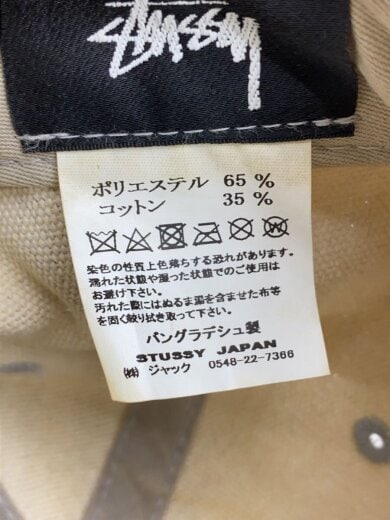 Stussy
ポリエステル 65 %
コットン 35 %
染色の性質上色落ちする恐れがあります。
濡れた状態や湿った状態でのご使用は
お避け下さい。
汚れた際にはぬるま湯を含ませた布等
を固く絞り拭き取って下さい。
バングラデシュ製
STUSSY JAPAN
㈱ ジャック 0548-22-7366